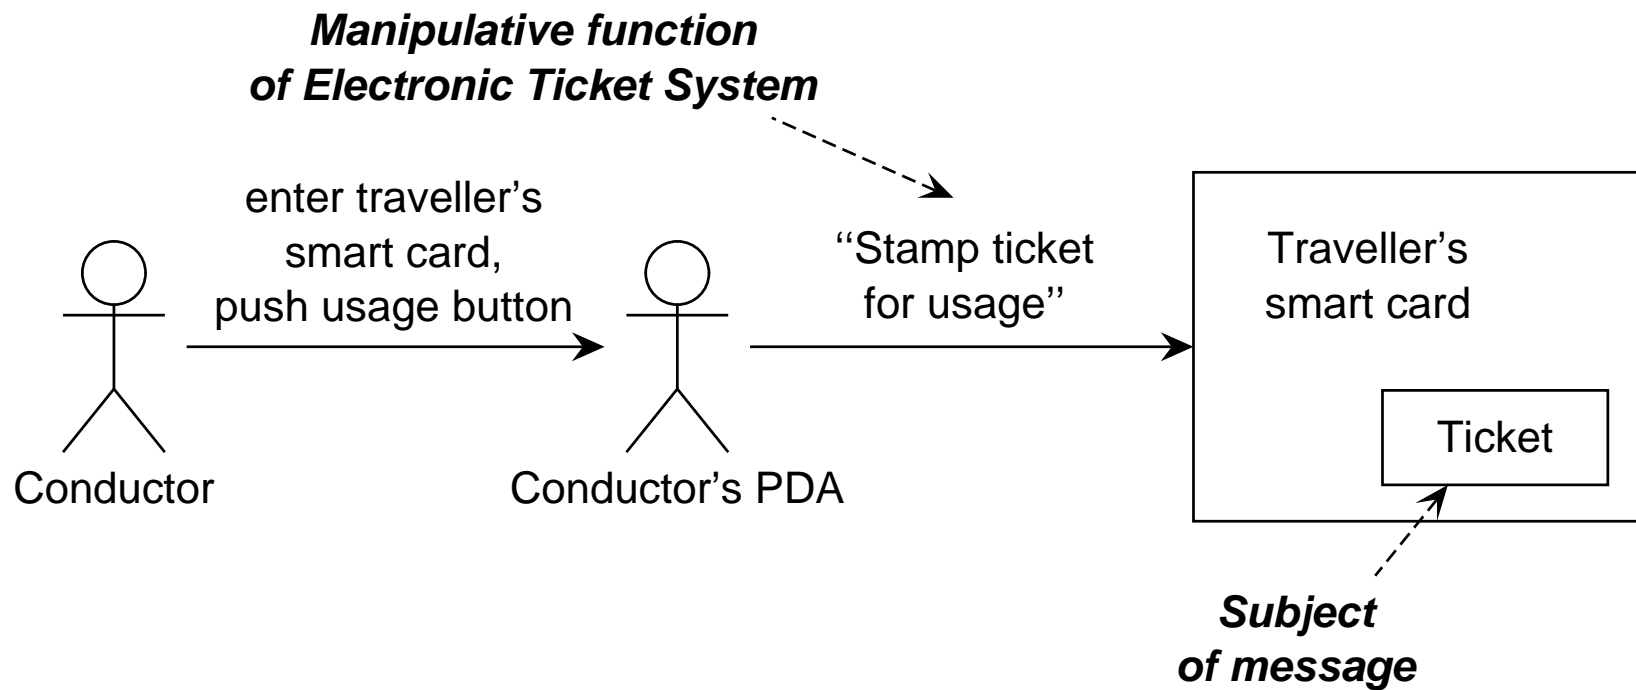 Manipulative function
of Electronic Ticket System
enter traveller’s
smart card,
push usage button
‘‘Stamp ticket
for usage’’
Traveller’s
smart card
Ticket
Conductor
Conductor’s PDA
Subject
of message